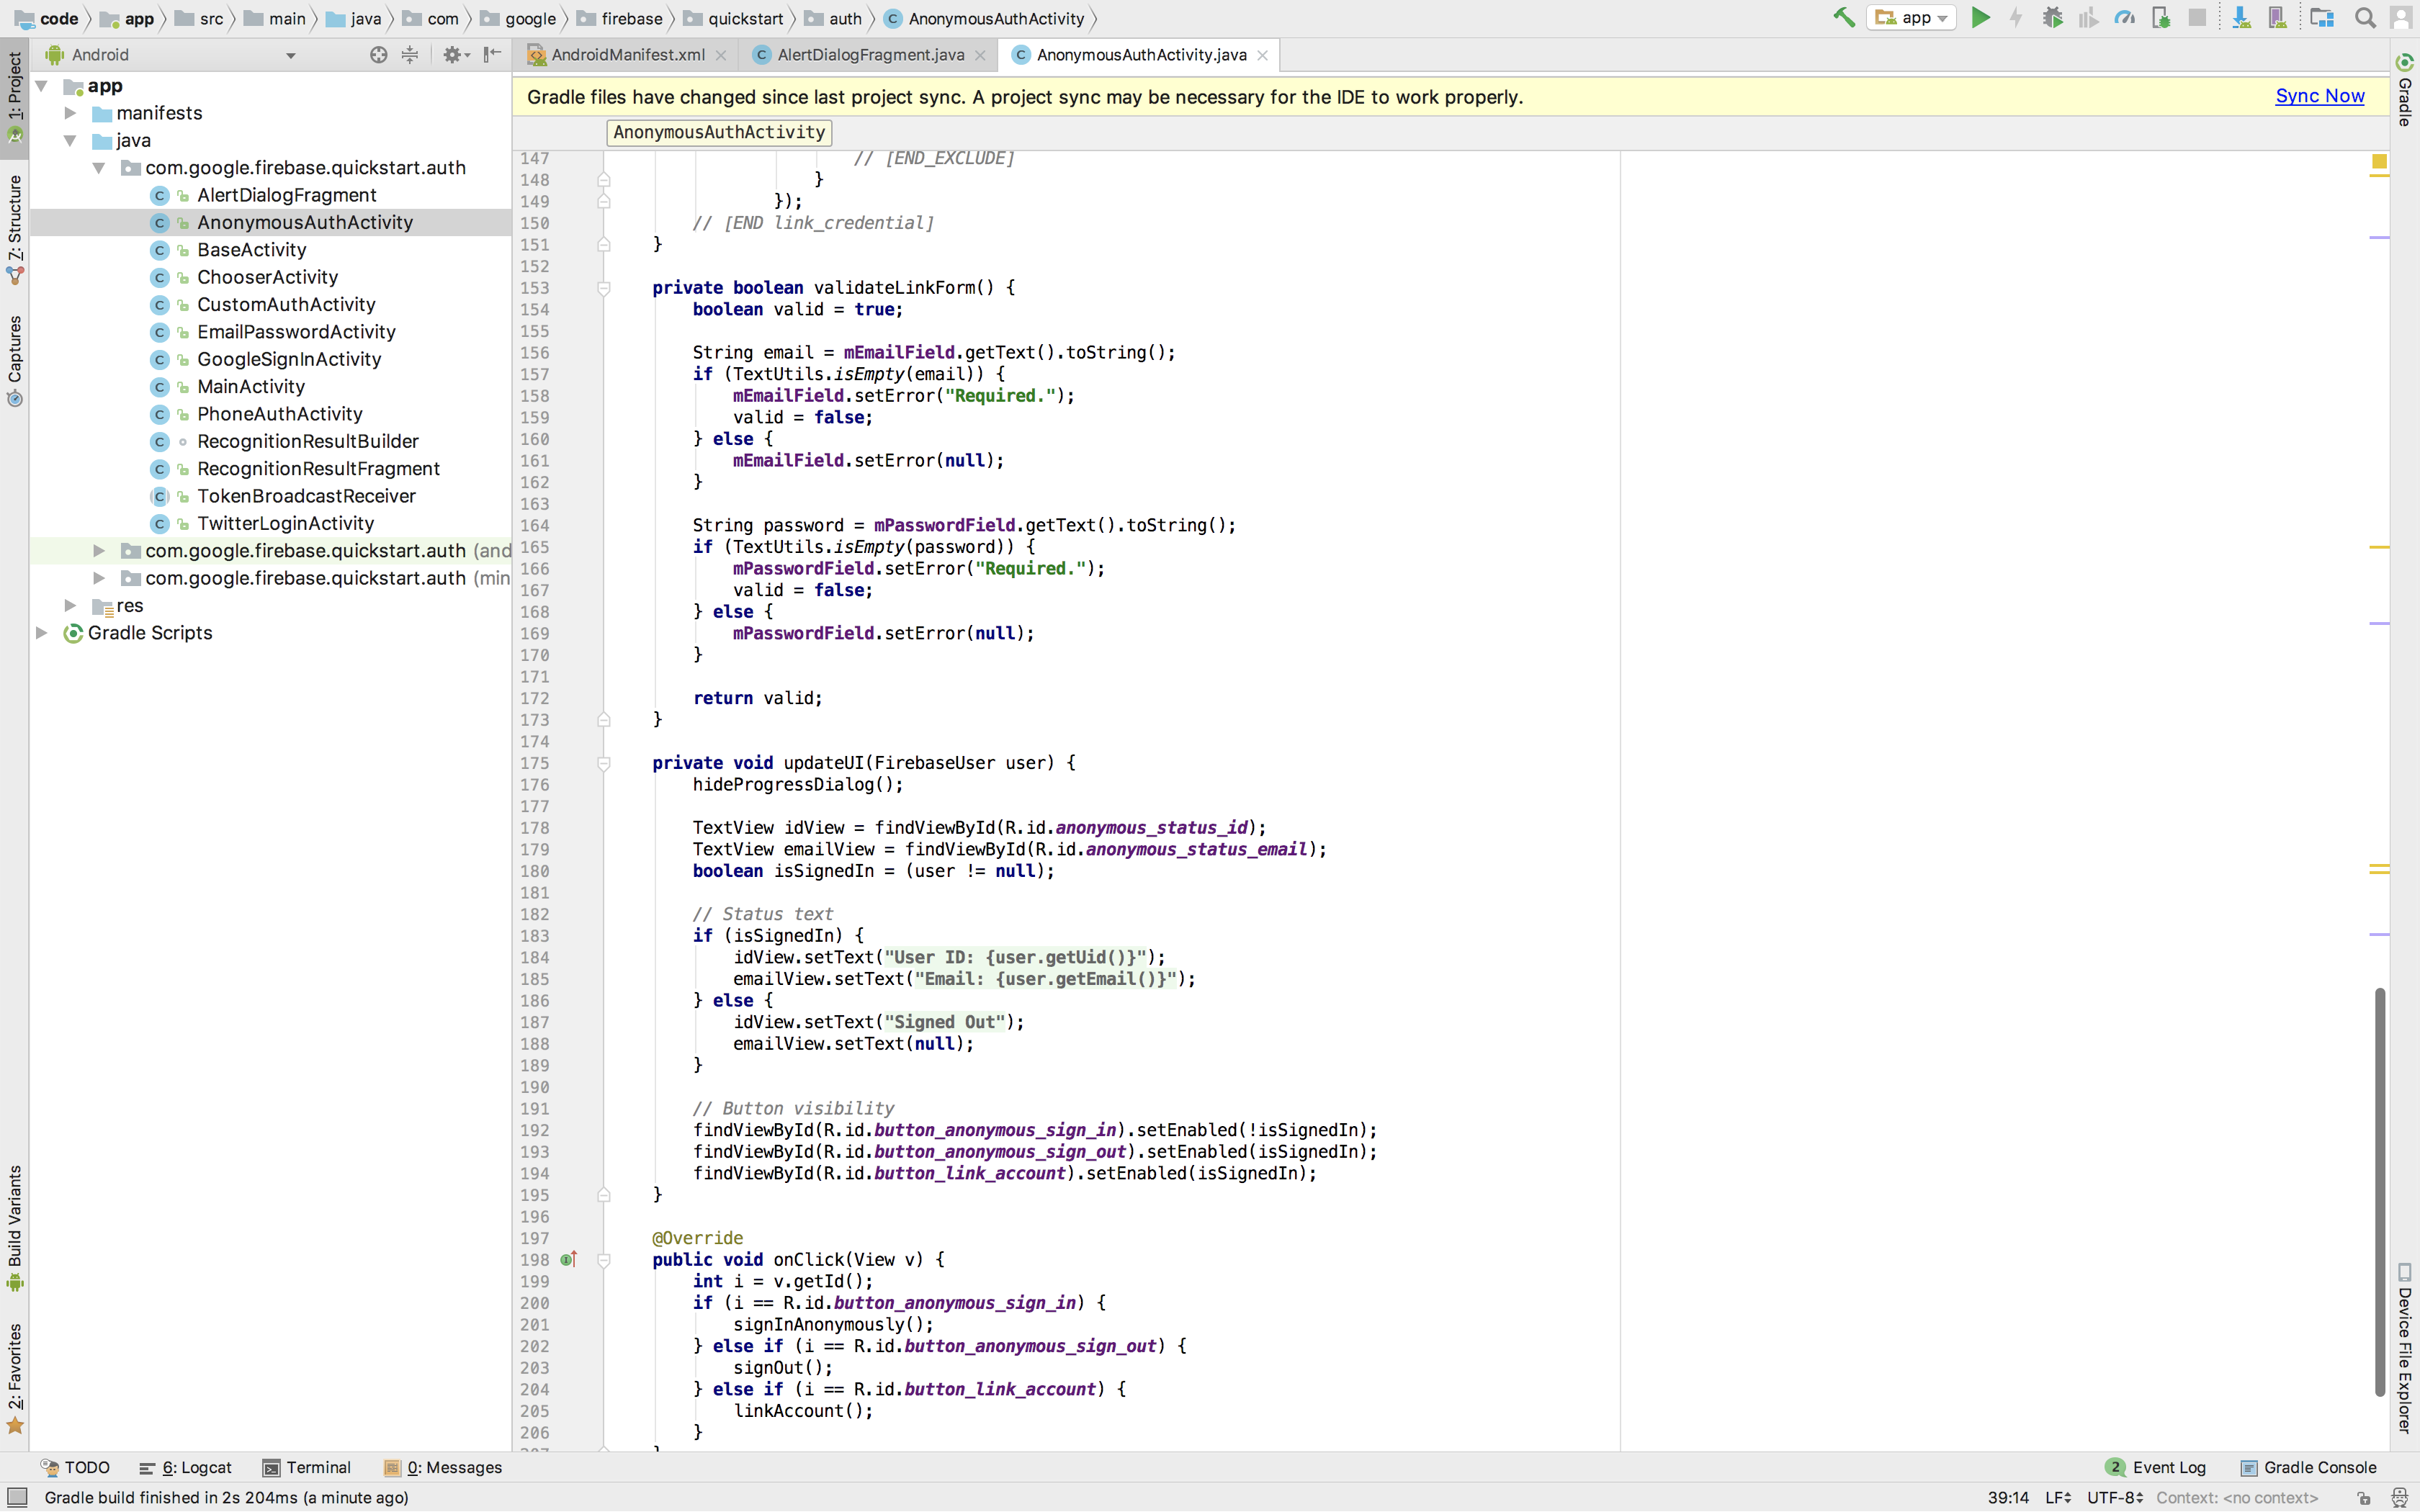 code app src main java com google firebase quickstart auth AnonymousAuthActivity app
Android
AndroidManifest.xml AlertDialogFragment.java AnonymousAuthActivity.java
Gradle files have changed since last project sync. A project sync may be necessary for the IDE to work properly. Sync Now
AnonymousAuthActivity
1: Project
7: Structure
Captures
Build Variants
2: Favorites
app
manifests
java
com.google.firebase.quickstart.auth
AlertDialogFragment
AnonymousAuthActivity
BaseActivity
ChooserActivity
CustomAuthActivity
EmailPasswordActivity
GoogleSignInActivity
MainActivity
PhoneAuthActivity
RecognitionResultBuilder
RecognitionResultFragment
TokenBroadcastReceiver
TwitterLoginActivity
com.google.firebase.quickstart.auth (and
com.google.firebase.quickstart.auth (min
res
Gradle Scripts
147 // [END_EXCLUDE]
148 }
149 });
150 // [END link_credential]
151 }
152
153 private boolean validateLinkForm() {
154 boolean valid = true;
155
156 String email = mEmailField.getText().toString();
157 if (TextUtils.isEmpty(email)) {
158 mEmailField.setError("Required.");
159 valid = false;
160 } else {
161 mEmailField.setError(null);
162 }
163
164 String password = mPasswordField.getText().toString();
165 if (TextUtils.isEmpty(password)) {
166 mPasswordField.setError("Required.");
167 valid = false;
168 } else {
169 mPasswordField.setError(null);
170 }
171
172 return valid;
173 }
174
175 private void updateUI(FirebaseUser user) {
176 hideProgressDialog();
177
178 TextView idView = findViewById(R.id.anonymous_status_id);
179 TextView emailView = findViewById(R.id.anonymous_status_email);
180 boolean isSignedIn = (user != null);
181
182 // Status text
183 if (isSignedIn) {
184 idView.setText("User ID: {user.getUid()}");
185 emailView.setText("Email: {user.getEmail()}");
186 } else {
187 idView.setText("Signed Out");
188 emailView.setText(null);
189 }
190
191 // Button visibility
192 findViewById(R.id.button_anonymous_sign_in).setEnabled(!isSignedIn);
193 findViewById(R.id.button_anonymous_sign_out).setEnabled(isSignedIn);
194 findViewById(R.id.button_link_account).setEnabled(isSignedIn);
195 }
196
197 @Override
198 public void onClick(View v) {
199 int i = v.getId();
200 if (i == R.id.button_anonymous_sign_in) {
201 signInAnonymously();
202 } else if (i == R.id.button_anonymous_sign_out) {
203 signOut();
204 } else if (i == R.id.button_link_account) {
205 linkAccount();
206 }
207 }
Gradle
Device File Explorer
TODO 6: Logcat Terminal 0: Messages 2 Event Log Gradle Console
Gradle build finished in 2s 204ms (a minute ago) 39:14 LF UTF-8 Context: <no context>